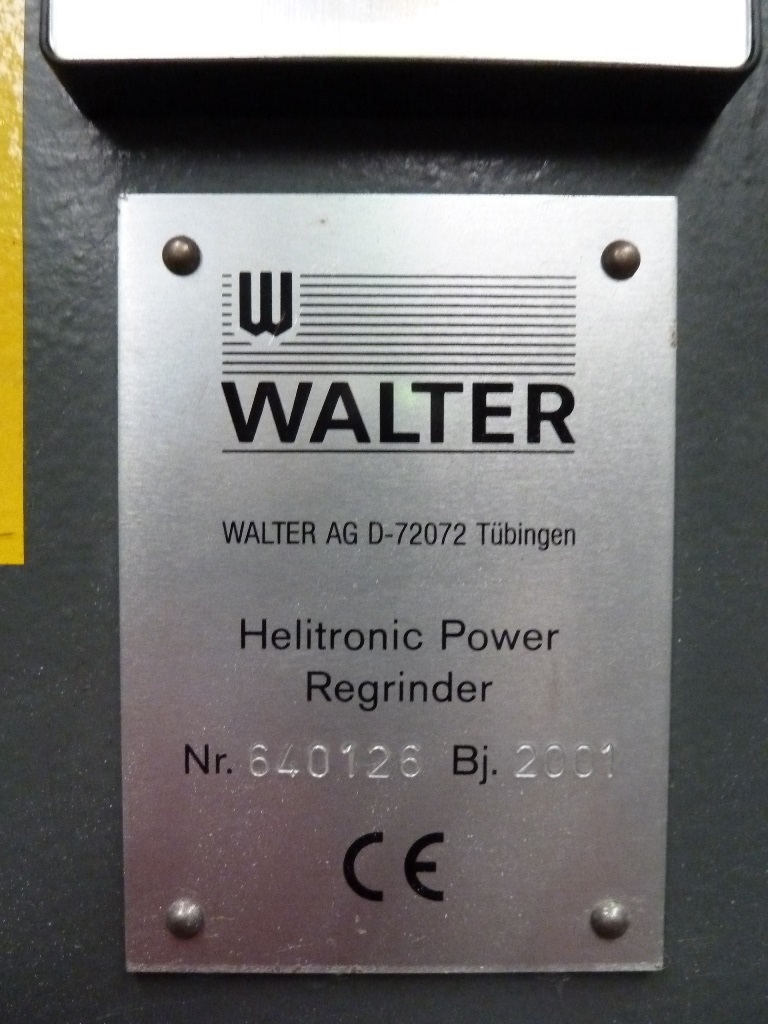 W
WALTER
WALTER AG D-72072 Tübingen
Helitronic Power
Regrinder
Nr. 640126 Bj. 2001
CE